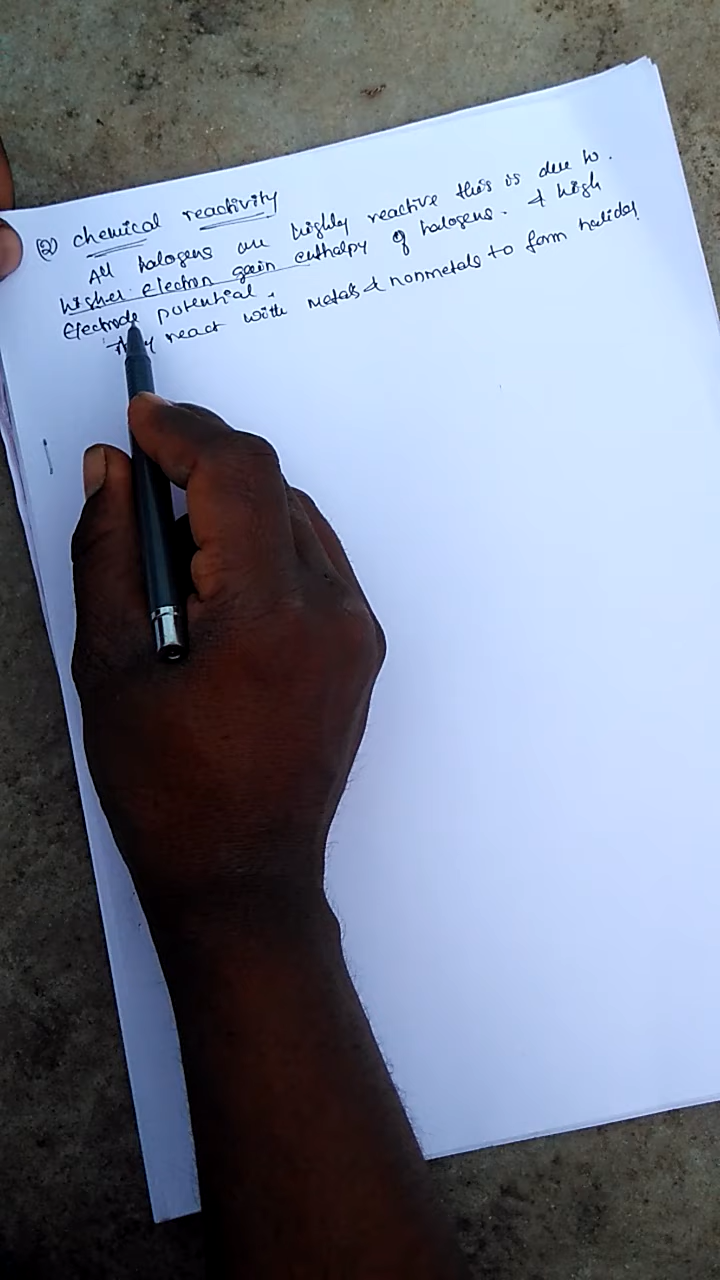 (2) chemical reactivity
All halogens are highly reactive this is due to.
higher electron gain enthalpy of halogens. & high
Electrode potential.
They react with metals & nonmetals to form halides